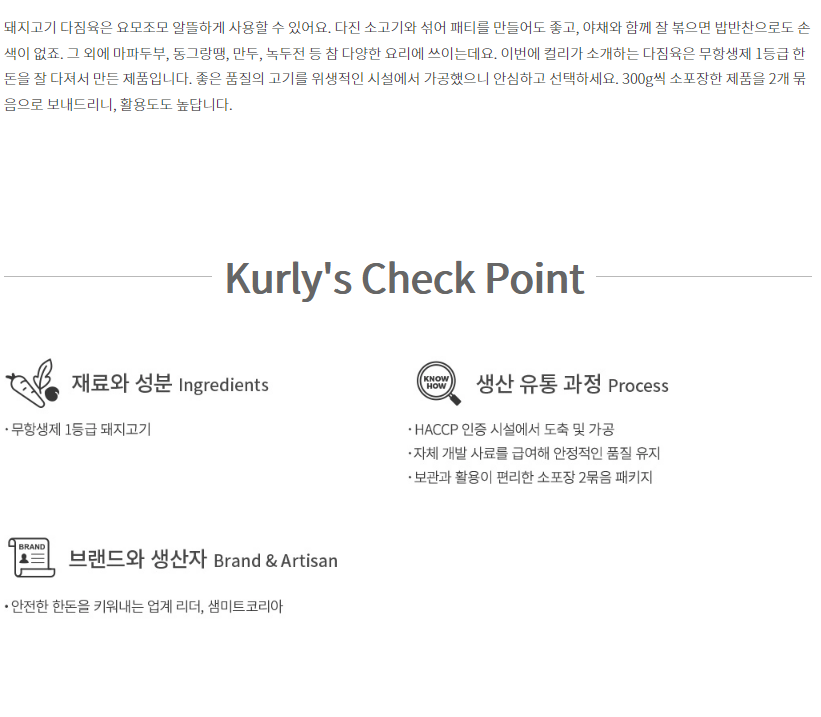 돼지고기 다짐육은 요모조모 알뜰하게 사용할 수 있어요. 다진 소고기와 섞어 패티를 만들어도 좋고, 야채와 함께 잘 볶으면 밥반찬으로도 손
색이 없죠. 그 외에 마파두부, 동그랑땡, 만두, 녹두전 등 참 다양한 요리에 쓰이는데요. 이번에 컬리가 소개하는 다짐육은 무항생제 1등급 한
돈을 잘 다져서 만든 제품입니다. 좋은 품질의 고기를 위생적인 시설에서 가공했으니 안심하고 선택하세요. 300g씩 소포장한 제품을 2개 묶
음으로 보내드리니, 활용도도 높답니다.
Kurly's Check Point
재료와 성분 Ingredients
· 무항생제 1등급 돼지고기
KNOW
HOW
생산 유통 과정 Process
· HACCP 인증 시설에서 도축 및 가공
· 자체 개발 사료를 급여해 안정적인 품질 유지
· 보관과 활용이 편리한 소포장 2묶음 패키지
BRAND
브랜드와 생산자 Brand & Artisan
• 안전한 한돈을 키워내는 업계 리더, 샘미트코리아